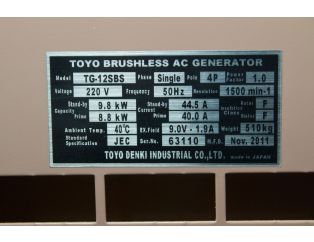 TOYO BRUSHLESS AC GENERATOR
Model TG-12SBS Phase Single Pole 4P Power Factor 1.0
Voltage 220 V Frequency 50Hz Revolution 1500 min-1
Capacity Stand-by 9.8 kW Current Stand-by 44.5 A Insulation Class Rotor F
Prime 8.8 kW Prime 40.0 A F
Ambient Temp. 40℃ EX.Field 9.0V - 1.9A Weight 510kg
Standard Specification JEC Ser.No. 63110 M.F.D. Nov. 2011
TOYO DENKI INDUSTRIAL CO.,LTD. made in JAPAN